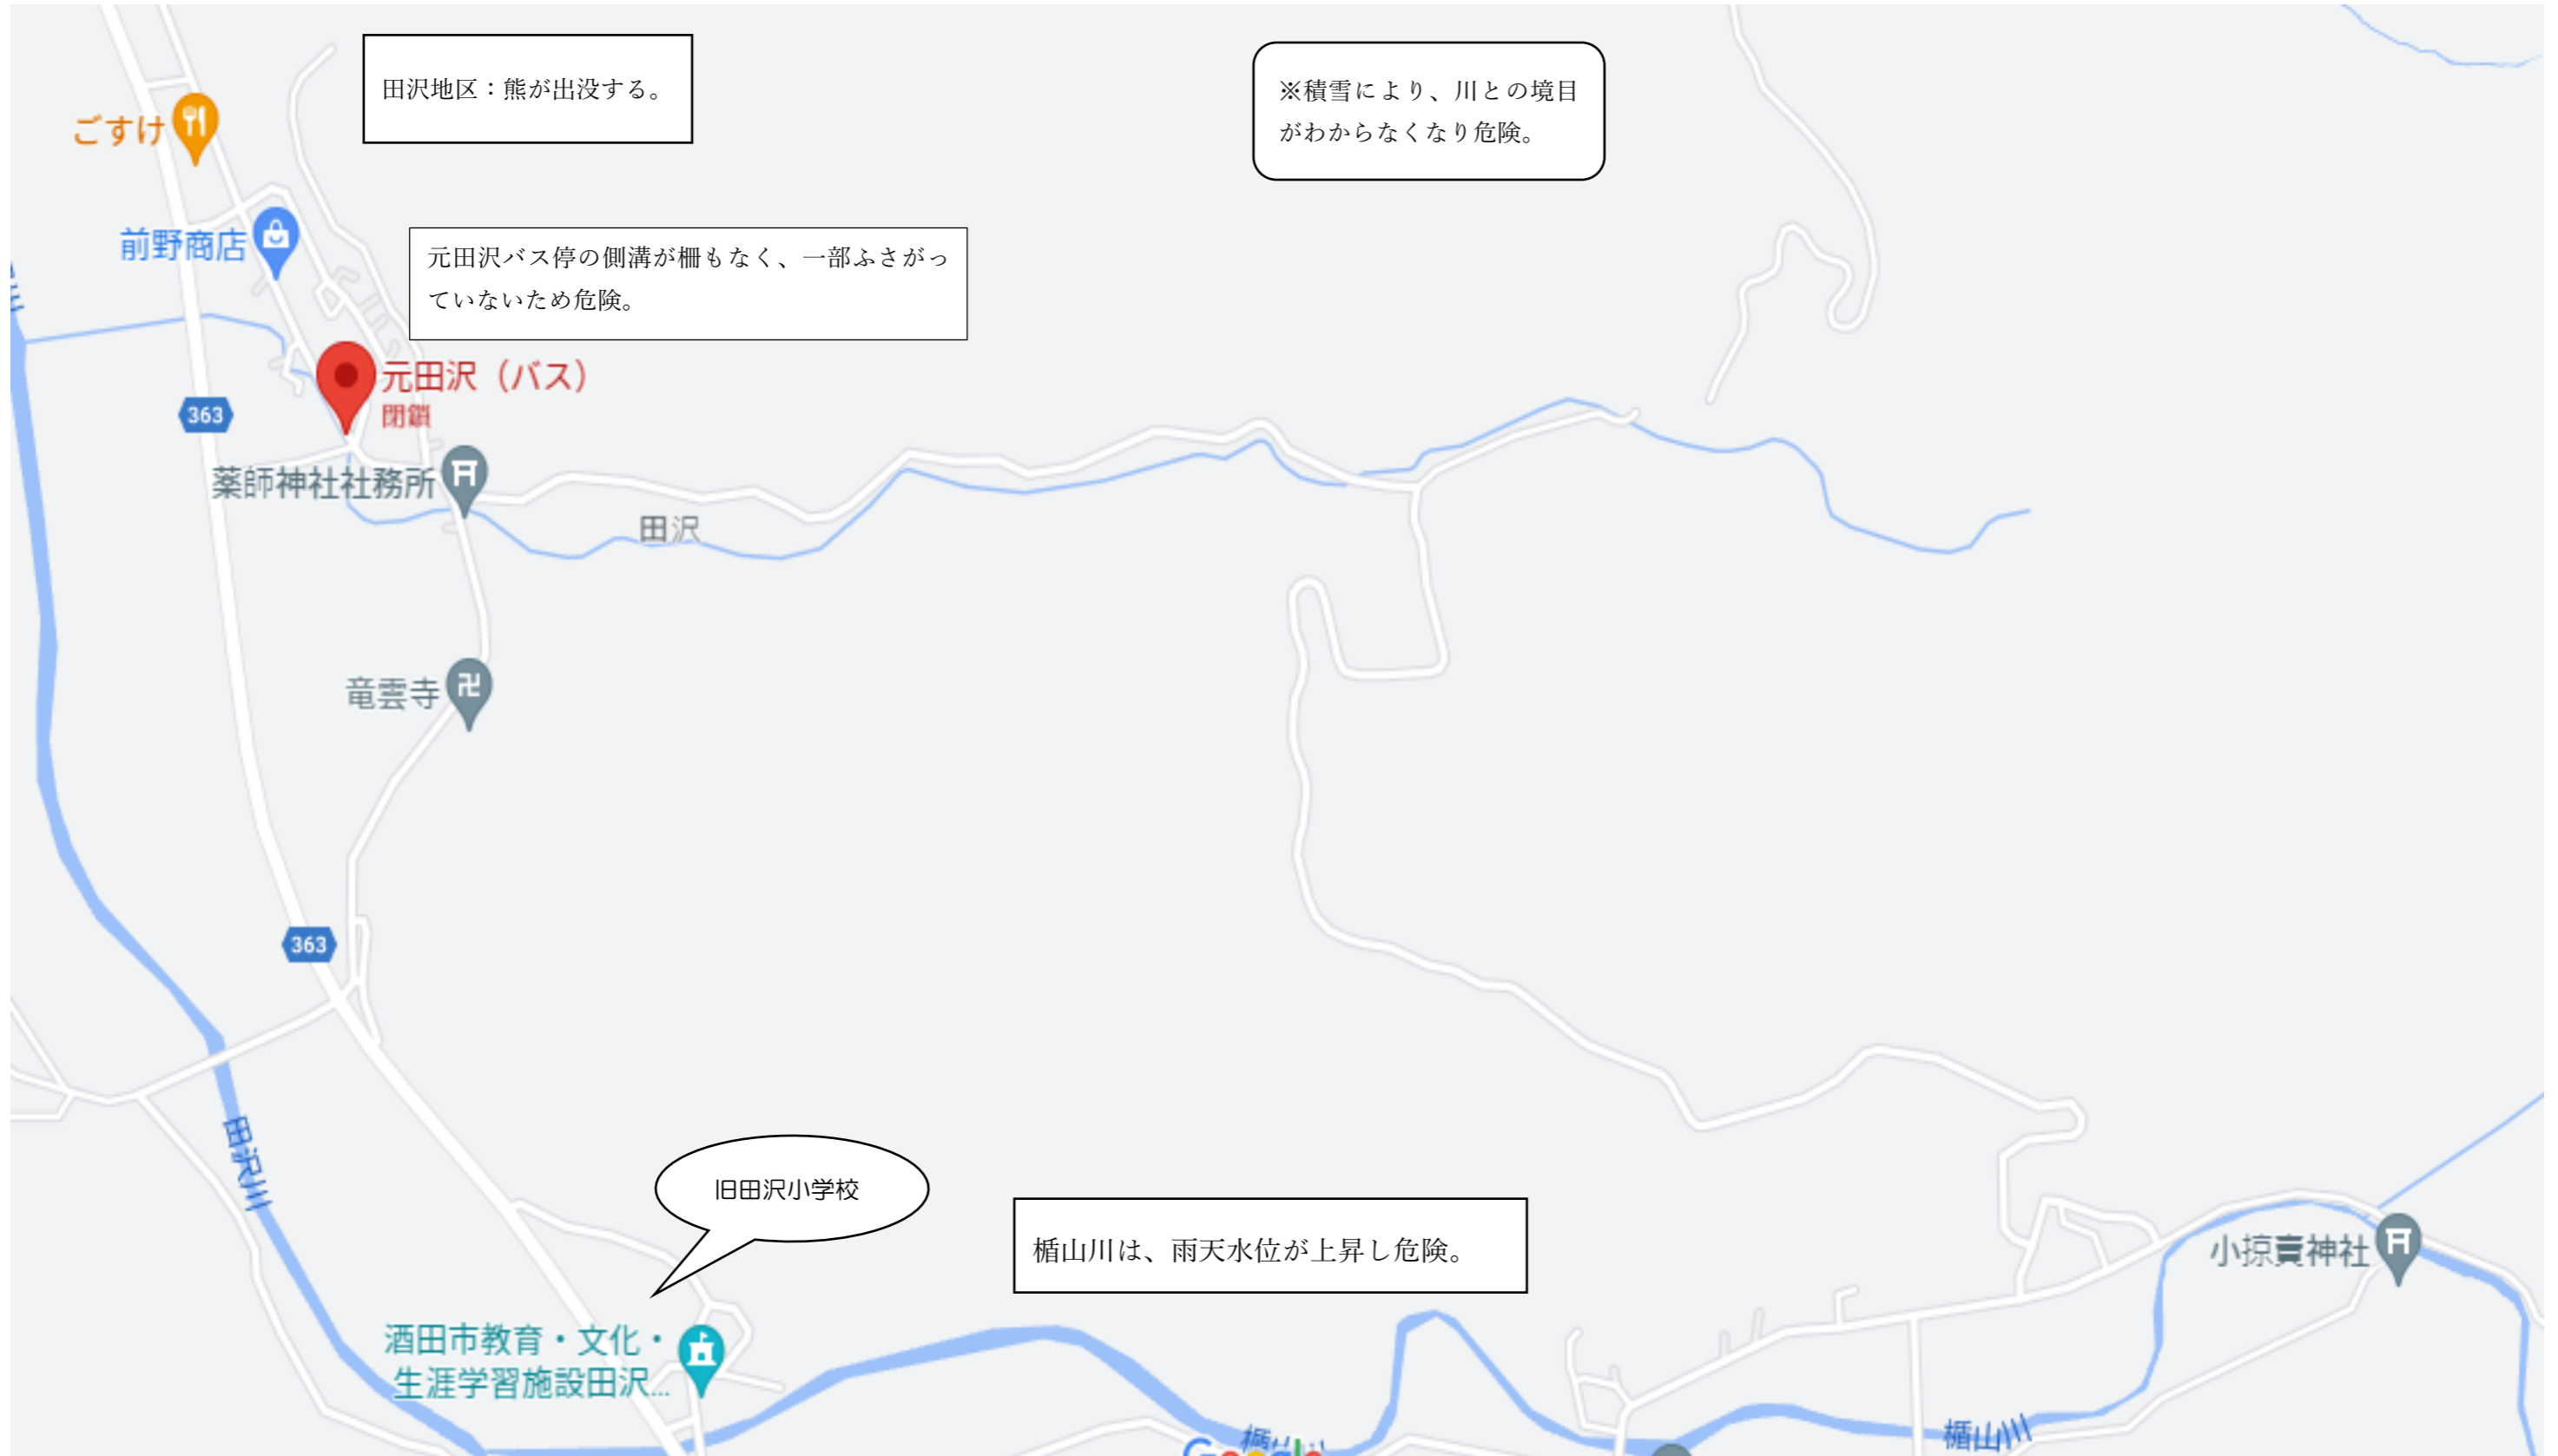 田沢地区：熊が出没する。
※積雪により、川との境目
がわからなくなり危険。
ごすけ
前野商店
元田沢バス停の側溝が柵もなく、一部ふさがっ
ていないため危険。
元田沢（バス）
閉鎖
363
薬師神社社務所
田沢
竜雲寺
363
田沢川
旧田沢小学校
楯山川は、雨天水位が上昇し危険。
小掠賣神社
酒田市教育・文化・
生涯学習施設田沢...
楯山川
Google
楯山川